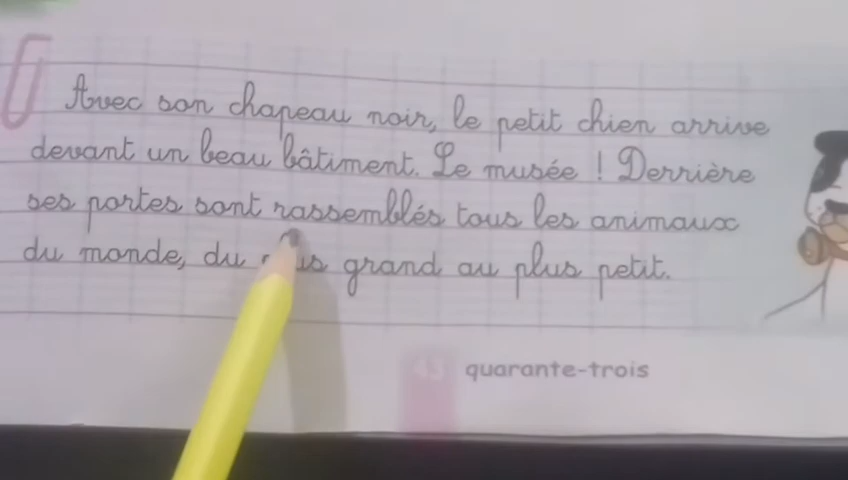 Avec son chapeau noir, le petit chien arrive
devant un beau bâtiment. Le musée ! Derrière
ses portes sont rassemblés tous les animaux
du monde, du grand au plus petit.
43 quarante-trois